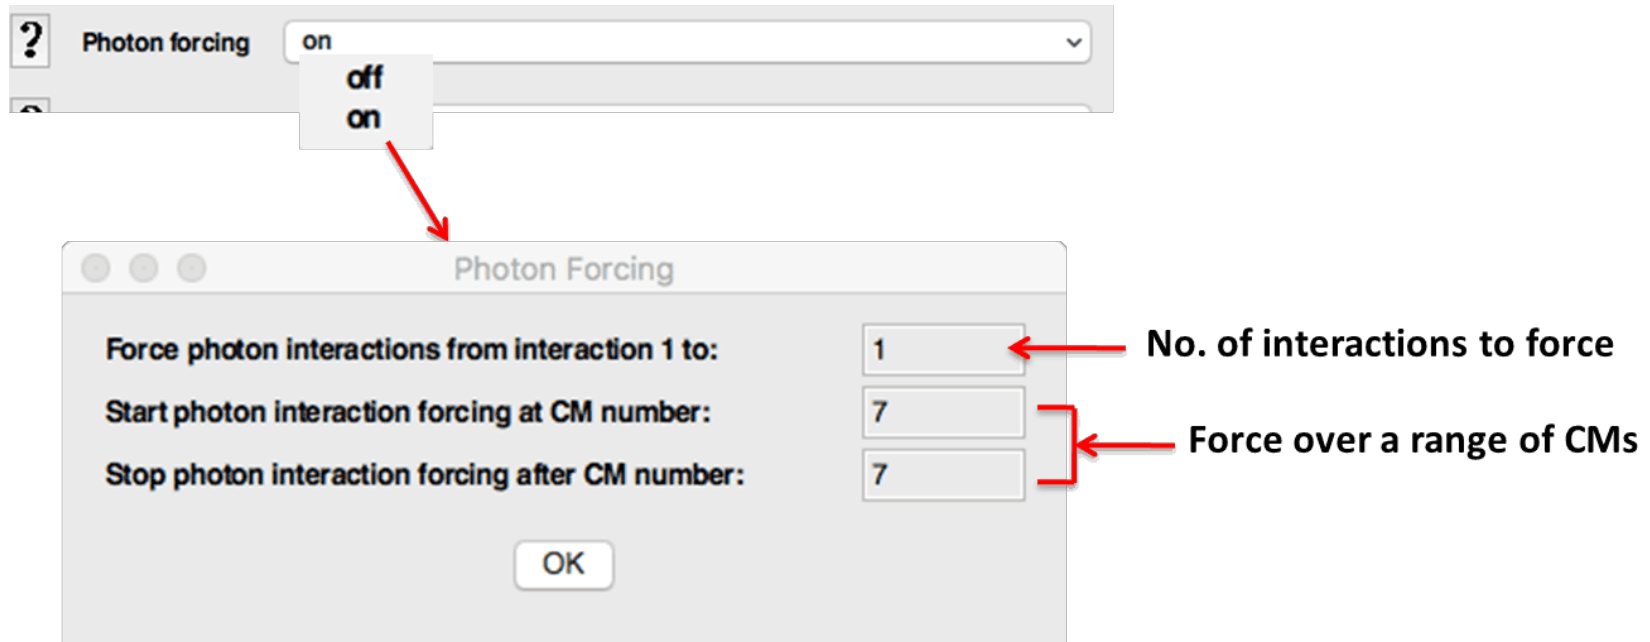 ? Photon forcing on
off
? on
Photon Forcing
Force photon interactions from interaction 1 to: 1
No. of interactions to force
Start photon interaction forcing at CM number: 7
Force over a range of CMs
Stop photon interaction forcing after CM number: 7
OK